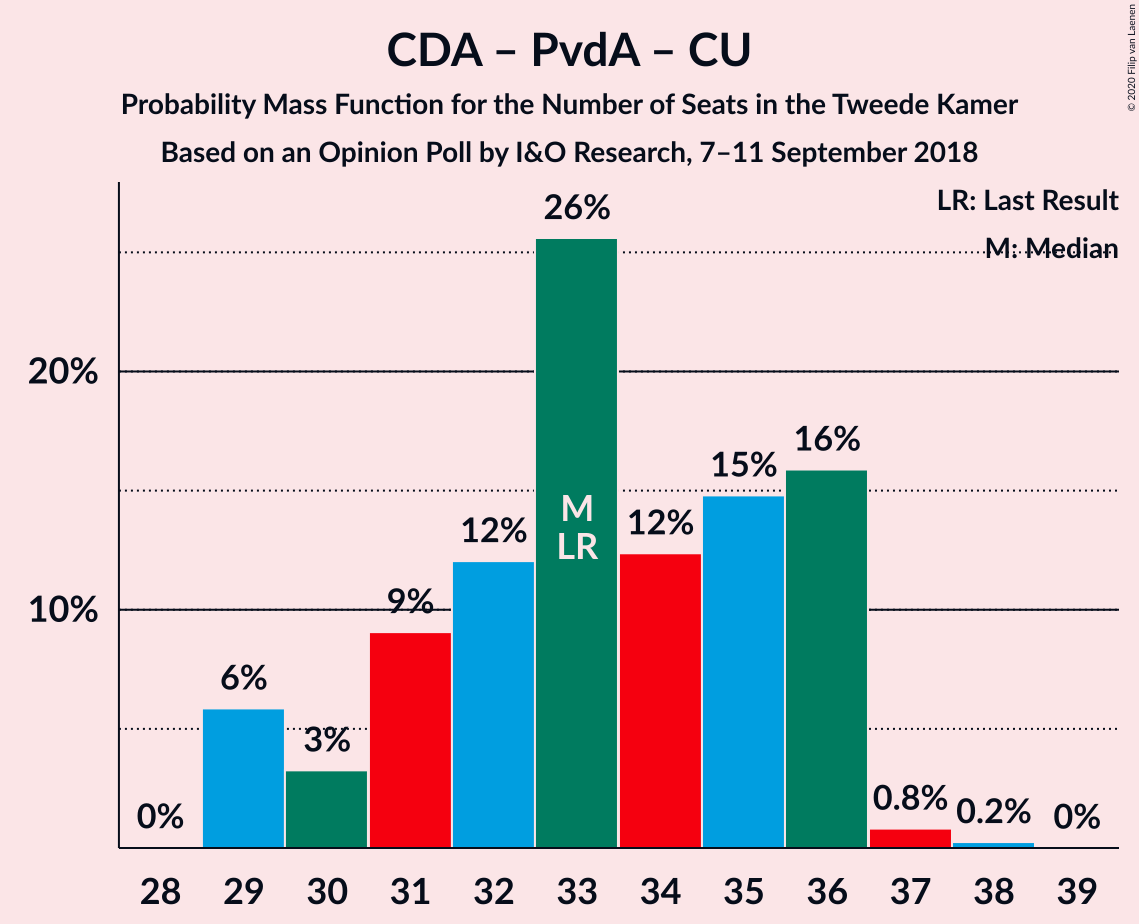 CDA – PvdA – CU
Probability Mass Function for the Number of Seats in the Tweede Kamer
Based on an Opinion Poll by I&O Research, 7–11 September 2018
© 2020 Filip van Laenen
LR: Last Result
M: Median
20%
10%
0%
6%
3%
9%
12%
26%
M
LR
12%
15%
16%
0.8%
0.2%
0%
28 29 30 31 32 33 34 35 36 37 38 39